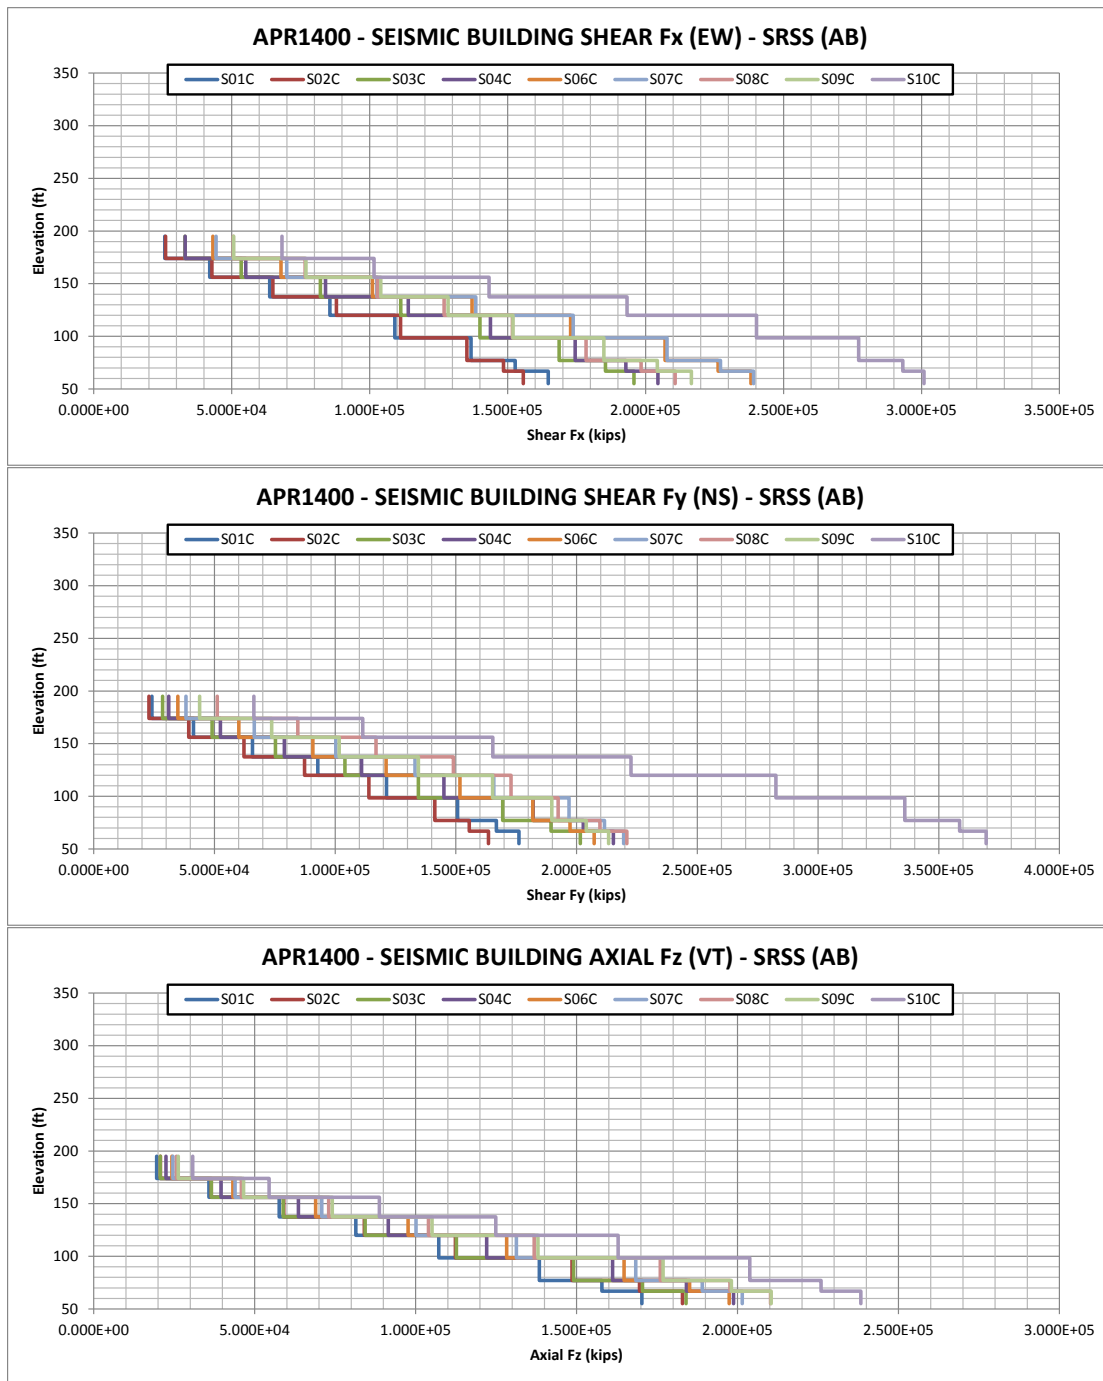 APR1400 - SEISMIC BUILDING SHEAR Fx (EW) - SRSS (AB)
S01C S02C S03C S04C S06C S07C S08C S09C S10C
350
300
250
200
150
100
50
Elevation (ft)
0.000E+00 5.000E+04 1.000E+05 1.500E+05 2.000E+05 2.500E+05 3.000E+05 3.500E+05
Shear Fx (kips)
APR1400 - SEISMIC BUILDING SHEAR Fy (NS) - SRSS (AB)
S01C S02C S03C S04C S06C S07C S08C S09C S10C
350
300
250
200
150
100
50
Elevation (ft)
0.000E+00 5.000E+04 1.000E+05 1.500E+05 2.000E+05 2.500E+05 3.000E+05 3.500E+05 4.000E+05
Shear Fy (kips)
APR1400 - SEISMIC BUILDING AXIAL Fz (VT) - SRSS (AB)
S01C S02C S03C S04C S06C S07C S08C S09C S10C
350
300
250
200
150
100
50
Elevation (ft)
0.000E+00 5.000E+04 1.000E+05 1.500E+05 2.000E+05 2.500E+05 3.000E+05
Axial Fz (kips)